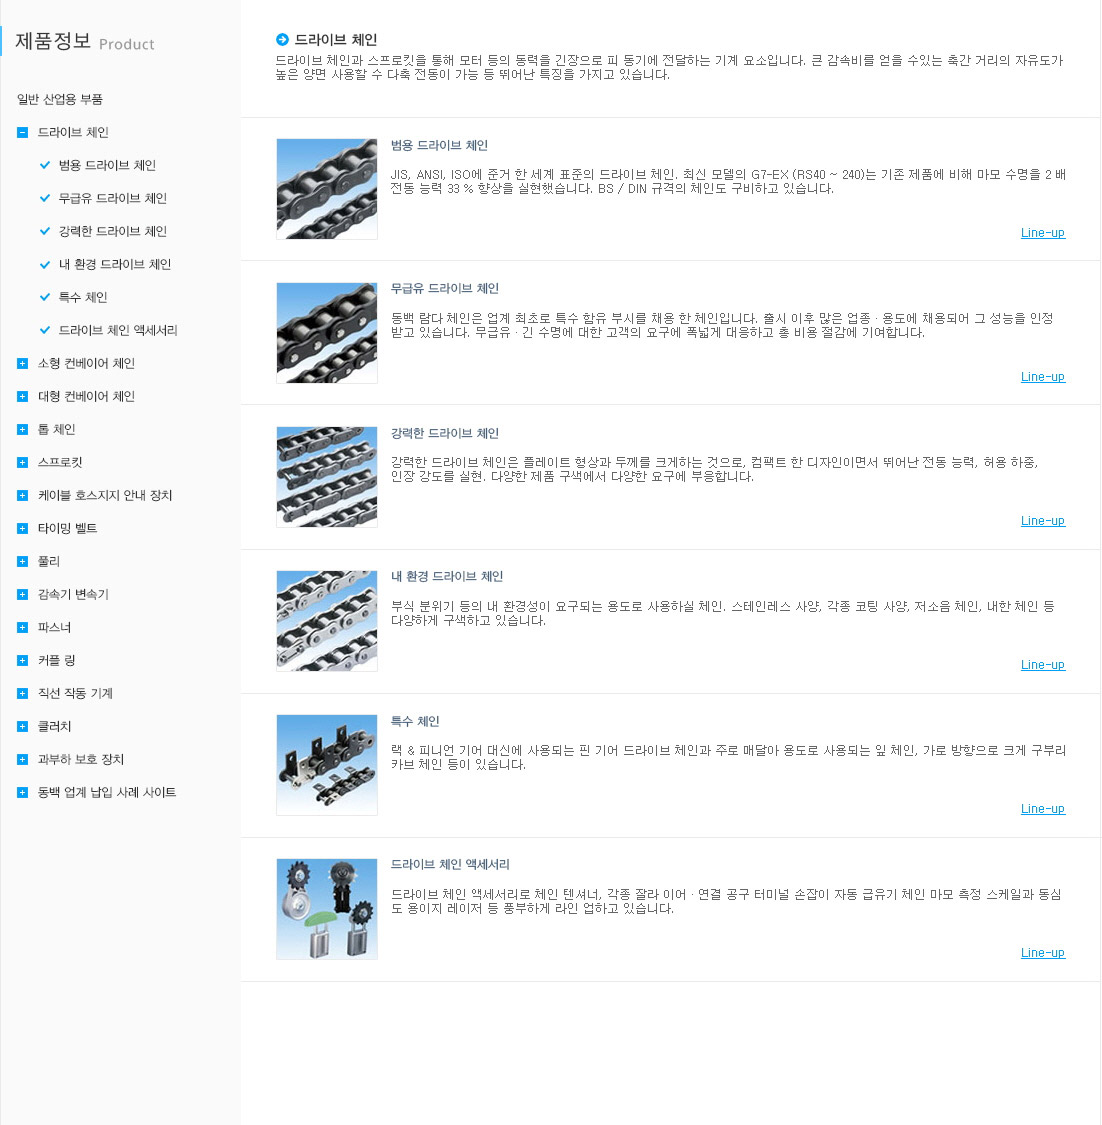 제품정보 Product
일반 산업용 부품
드라이브 체인
범용 드라이브 체인
무급유 드라이브 체인
강력한 드라이브 체인
내 환경 드라이브 체인
특수 체인
드라이브 체인 액세서리
소형 컨베이어 체인
대형 컨베이어 체인
톱 체인
스프로킷
케이블 호스지지 안내 장치
타이밍 벨트
풀리
감속기 변속기
파스너
커플 링
직선 작동 기계
클러치
과부하 보호 장치
동백 업계 납입 사례 사이트
드라이브 체인
드라이브 체인과 스프로킷을 통해 모터 등의 동력을 긴장으로 피 동기에 전달하는 기계 요소입니다. 큰 감속비를 얻을 수있는 축간 거리의 자유도가
높은 양면 사용할 수 다축 전동이 가능 등 뛰어난 특징을 가지고 있습니다.
범용 드라이브 체인
JIS, ANSI, ISO에 준거 한 세계 표준의 드라이브 체인. 최신 모델의 G7-EX (RS40 ~ 240)는 기존 제품에 비해 마모 수명을 2 배
전동 능력 33 % 향상을 실현했습니다. BS / DIN 규격의 체인도 구비하고 있습니다.
Line-up
무급유 드라이브 체인
동백 람다 체인은 업계 최초로 특수 함유 부시를 채용 한 체인입니다. 출시 이후 많은 업종 · 용도에 채용되어 그 성능을 인정
받고 있습니다. 무급유 · 긴 수명에 대한 고객의 요구에 폭넓게 대응하고 총 비용 절감에 기여합니다.
Line-up
강력한 드라이브 체인
강력한 드라이브 체인은 플레이트 형상과 두께를 크게하는 것으로, 컴팩트 한 디자인이면서 뛰어난 전동 능력, 허용 하중,
인장 강도를 실현. 다양한 제품 구색에서 다양한 요구에 부응합니다.
Line-up
내 환경 드라이브 체인
부식 분위기 등의 내 환경성이 요구되는 용도로 사용하실 체인. 스테인레스 사양, 각종 코팅 사양, 저소음 체인, 내한 체인 등
다양하게 구색하고 있습니다.
Line-up
특수 체인
랙 & 피니언 기어 대신에 사용되는 핀 기어 드라이브 체인과 주로 매달아 용도로 사용되는 잎 체인, 가로 방향으로 크게 구부리
카브 체인 등이 있습니다.
Line-up
드라이브 체인 액세서리
드라이브 체인 액세서리로 체인 텐셔너, 각종 잘라 이어 · 연결 공구 터미널 손잡이 자동 급유기 체인 마모 측정 스케일과 동심
도 용이지 레이저 등 풍부하게 라인 업하고 있습니다.
Line-up